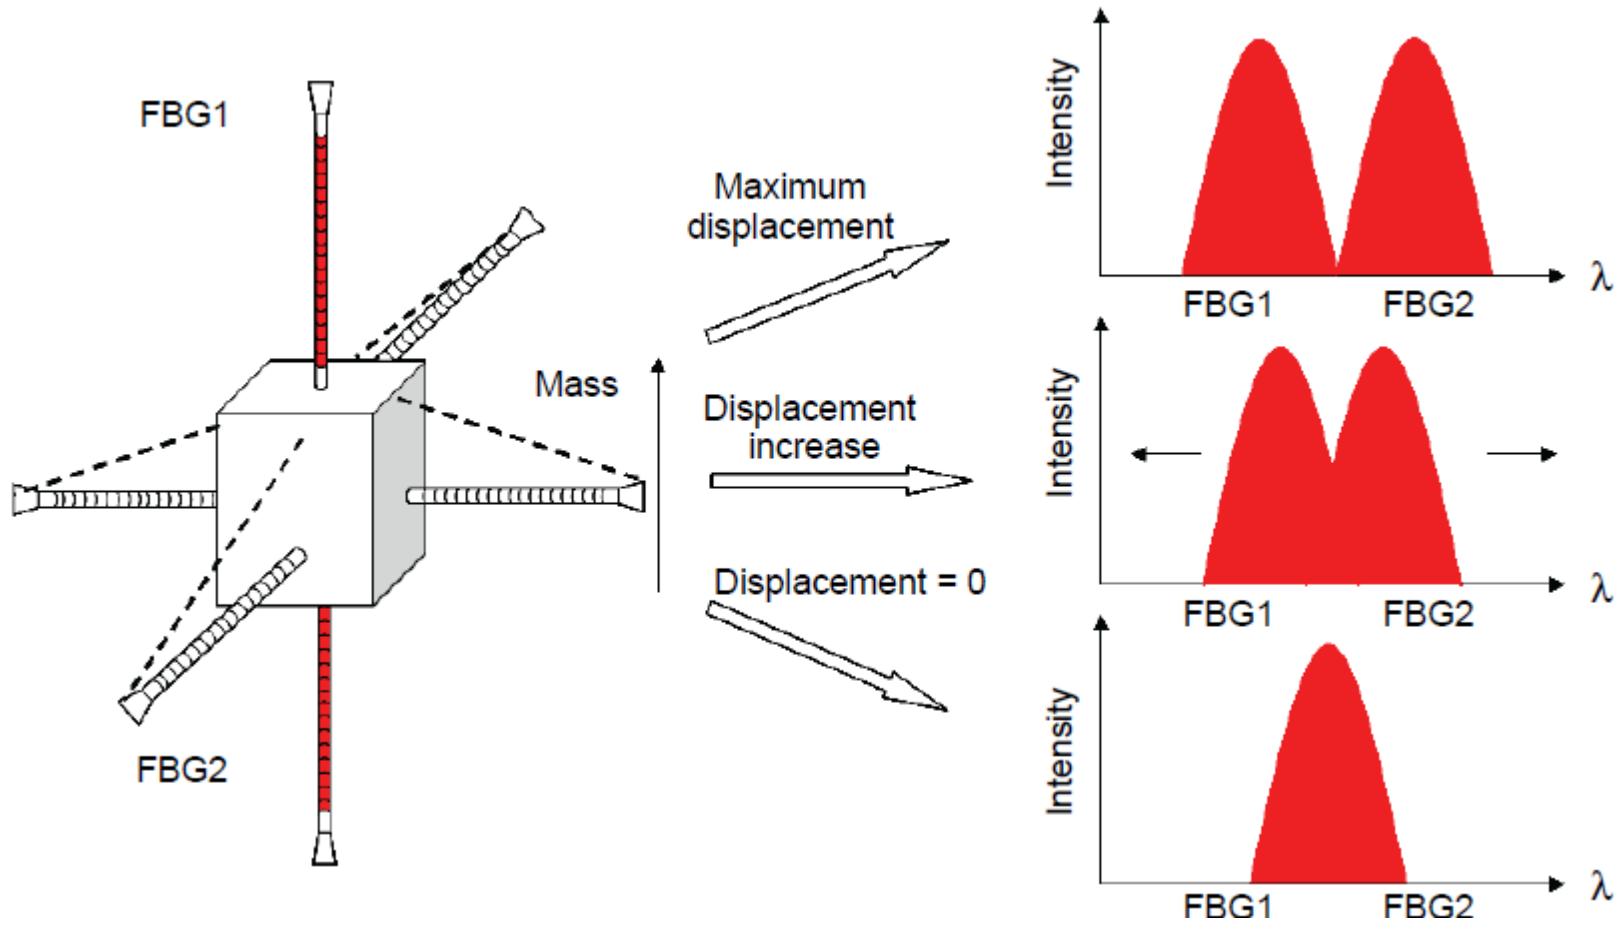 FBG1
Mass
FBG2
Maximum
displacement
Displacement
increase
Displacement = 0
Intensity
λ
FBG1 FBG2
Intensity
λ
FBG1 FBG2
Intensity
λ
FBG1 FBG2